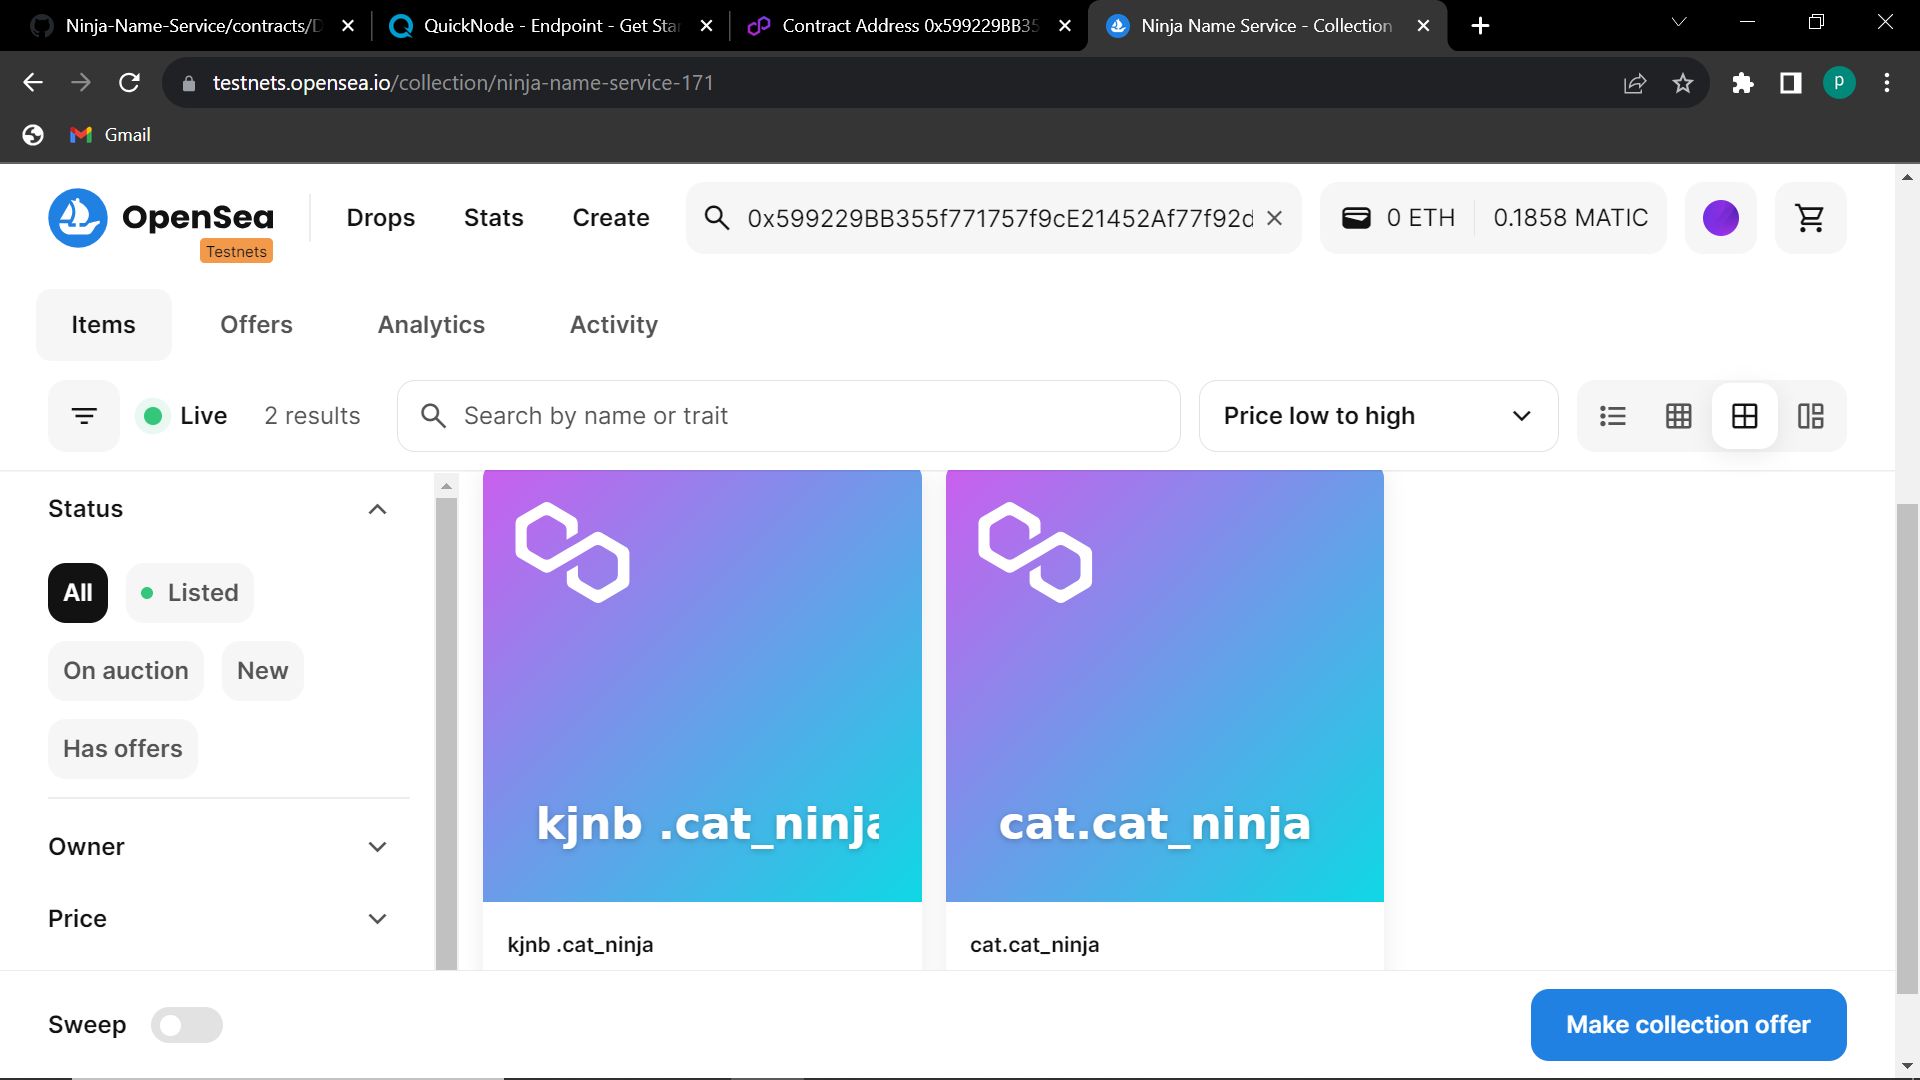 Ninja-Name-Service/contracts/D
QuickNode - Endpoint - Get Star
Contract Address 0x599229BB35
Ninja Name Service - Collection
testnets.opensea.io/collection/ninja-name-service-171
P
Gmail
OpenSea
Testnets
Drops
Stats
Create
0x599229BB355f771757f9cE21452Af77f92d
0 ETH
0.1858 MATIC
Items
Offers
Analytics
Activity
Live
2 results
Search by name or trait
Price low to high
Status
All
Listed
On auction
New
Has offers
Owner
Price
kjnb .cat_ninja
cat.cat_ninja
kjnb .cat_ninja
cat.cat_ninja
Sweep
Make collection offer